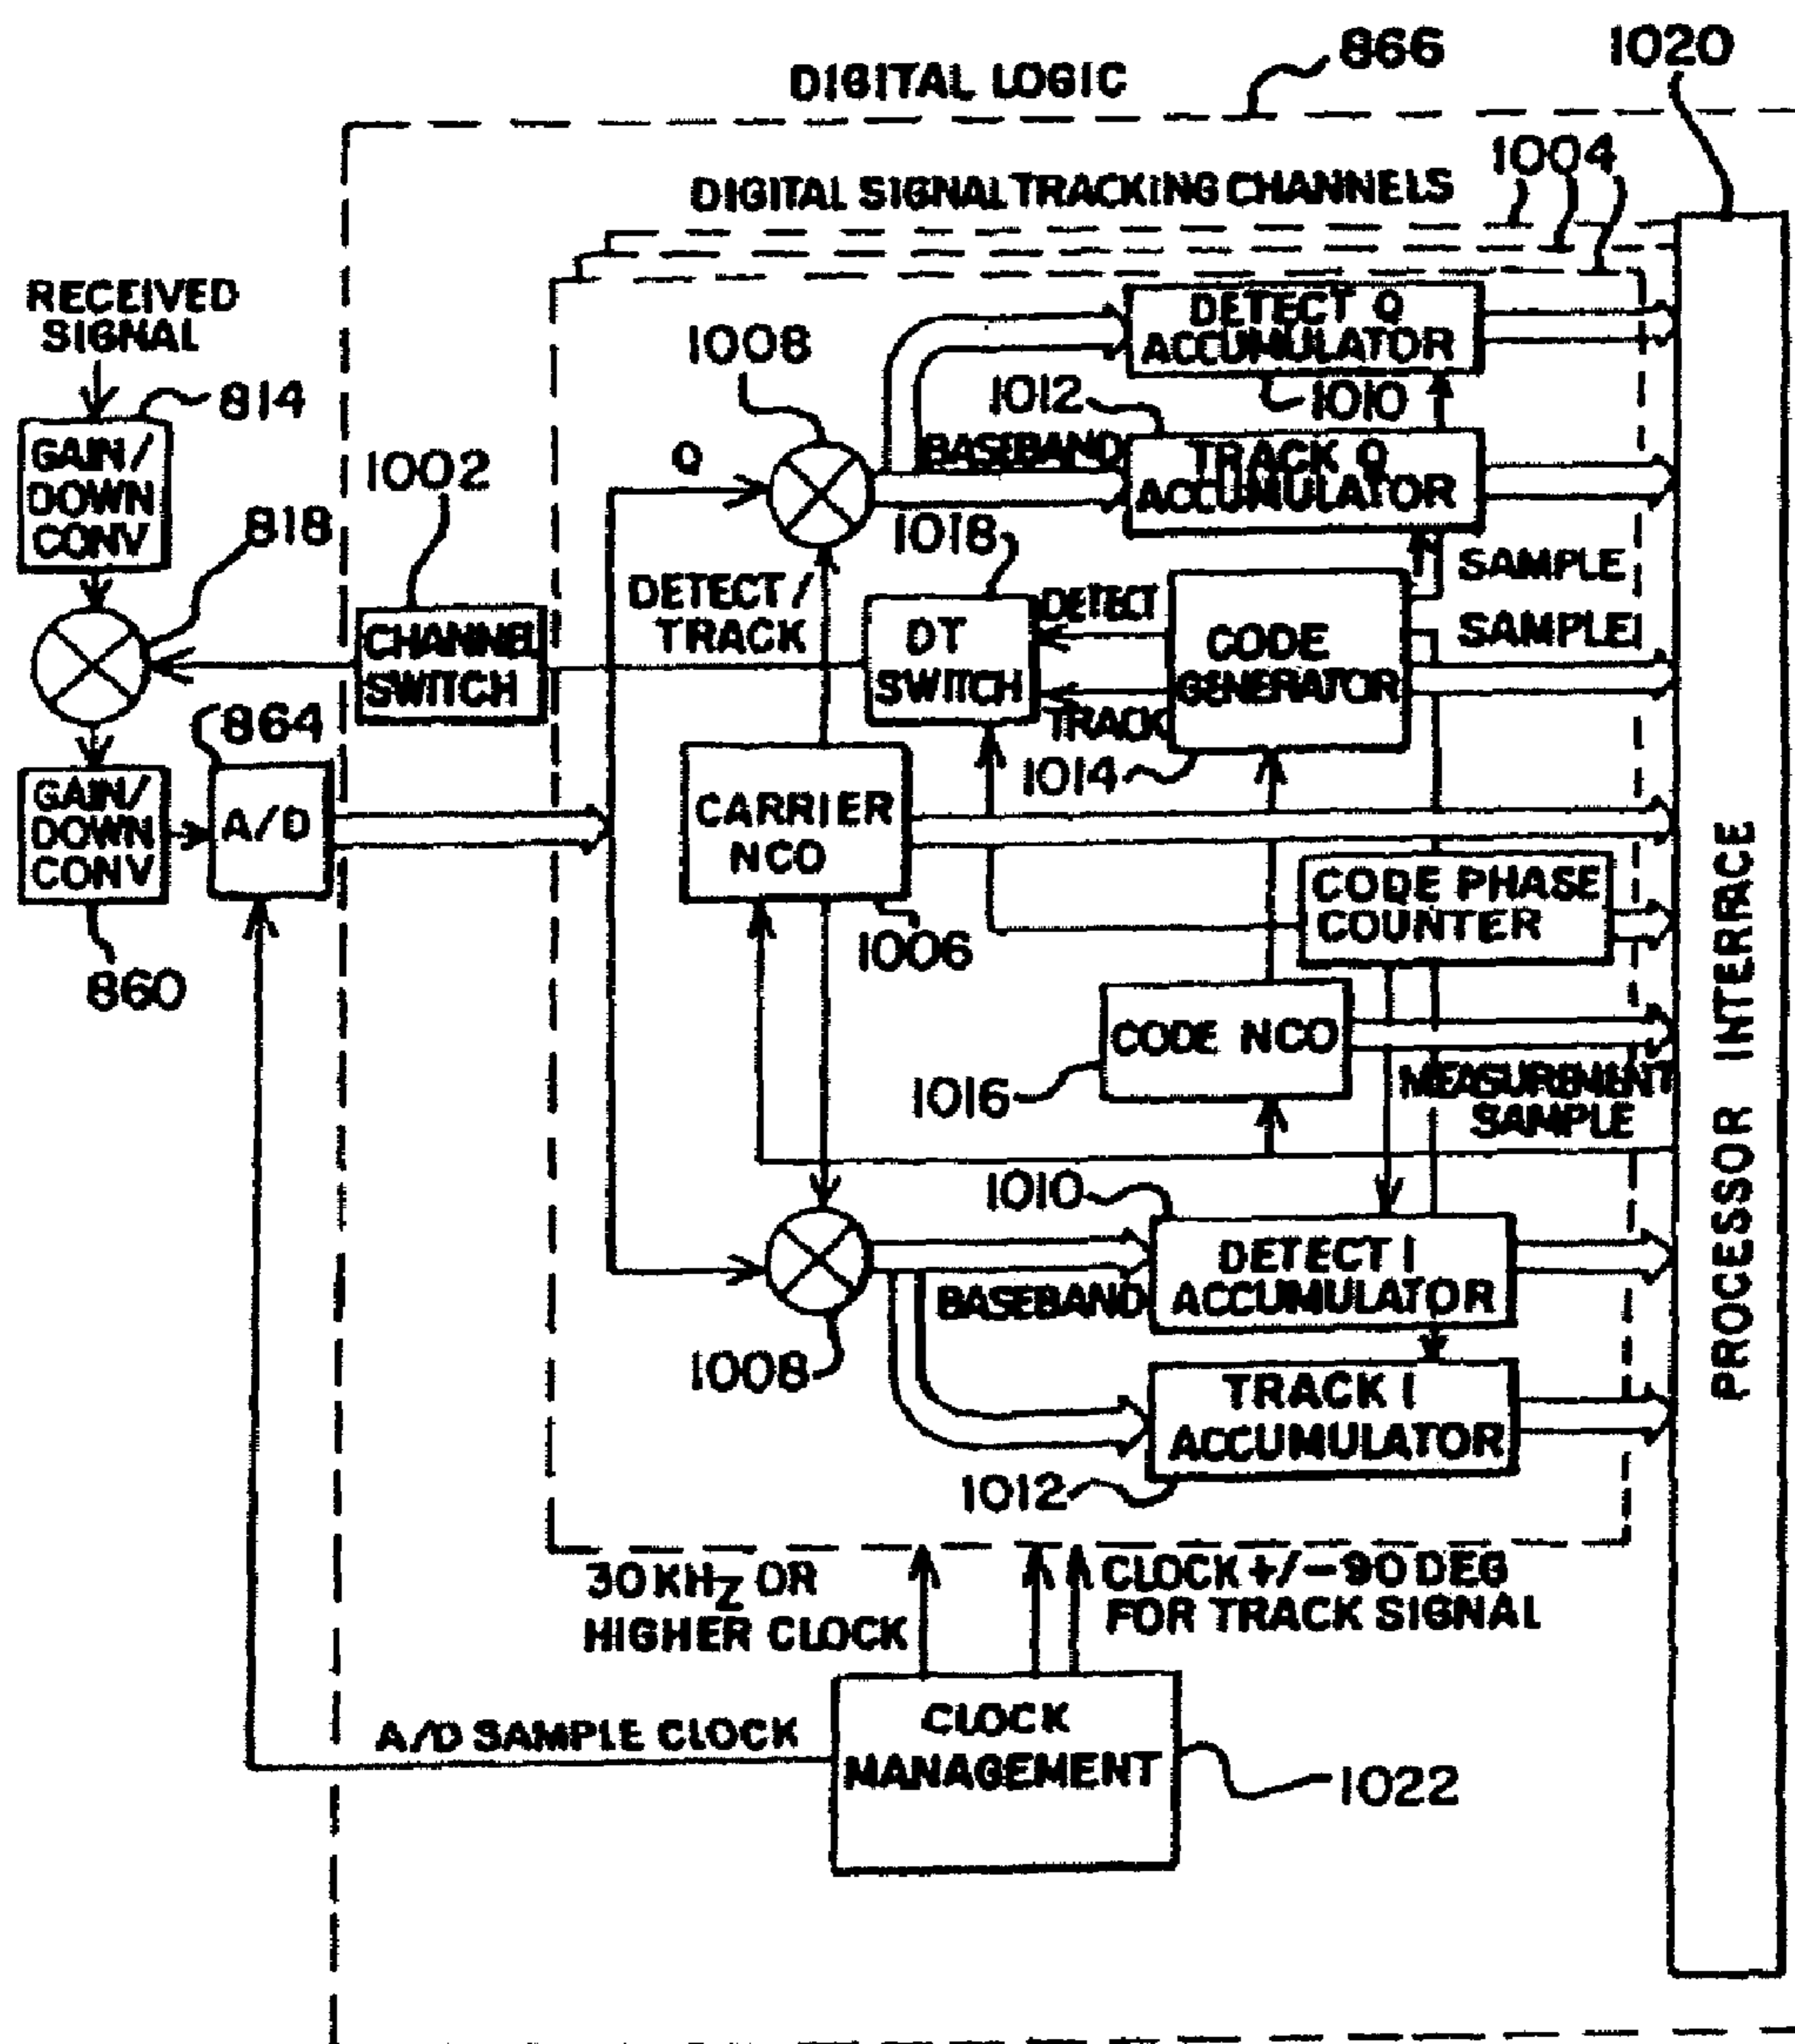 DIGITAL LOGIC
866
1020
DIGITAL SIGNAL TRACKING CHANNELS
1004
RECEIVED
SIGNAL
814
GAIN/
DOWN
CONV
818
1002
CHANNEL
SWITCH
864
GAIN/
DOWN
CONV
A/D
860
1008
Q
DETECT Q
ACCUMULATOR
1010
1012
BASEBAND
TRACK Q
ACCUMULATOR
1018
DETECT/
TRACK
DT
SWITCH
DETECT
TRACK
CODE
GENERATOR
1014
SAMPLE
SAMPLE
CARRIER
NCO
1006
CODE PHASE
COUNTER
CODE NCO
1016
MEASUREMENT
SAMPLE
PROCESSOR INTERFACE
1010
DETECT I
ACCUMULATOR
BASEBAND
1008
TRACK I
ACCUMULATOR
1012
30 KHZ OR
HIGHER CLOCK
CLOCK +/-90 DEG
FOR TRACK SIGNAL
A/D SAMPLE CLOCK
CLOCK
MANAGEMENT
1022